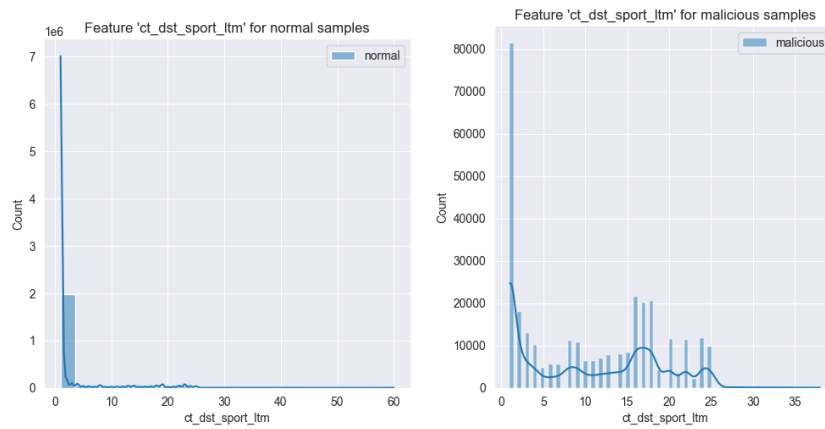 Feature 'ct_dst_sport_ltm' for normal samples
1e6
normal
7
6
5
4
3
2
1
0
Count
0 10 20 30 40 50 60
ct_dst_sport_ltm
Feature 'ct_dst_sport_ltm' for malicious samples
malicious
80000
70000
60000
50000
40000
30000
20000
10000
0
Count
0 5 10 15 20 25 30 35
ct_dst_sport_ltm